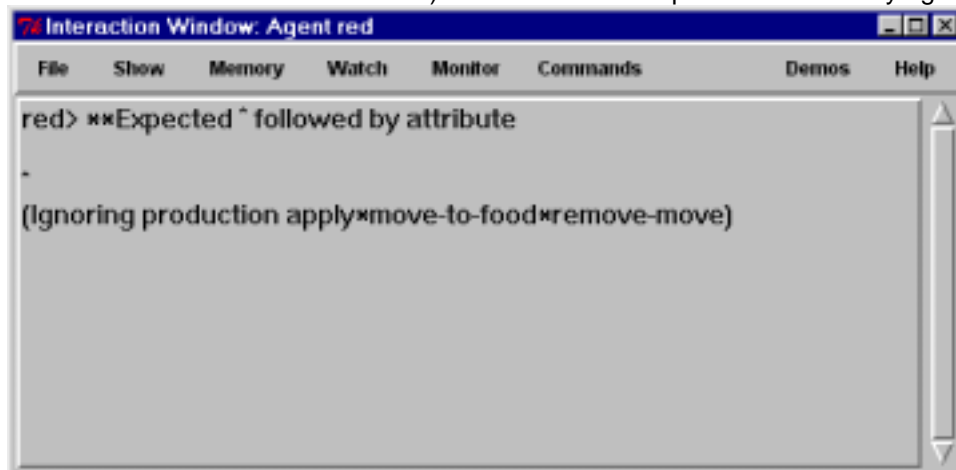 Interaction Window: Agent red
File Show Memory Watch Monitor Commands Demos Help
red> **Expected ^ followed by attribute
-
(Ignoring production apply*move-to-food*remove-move)